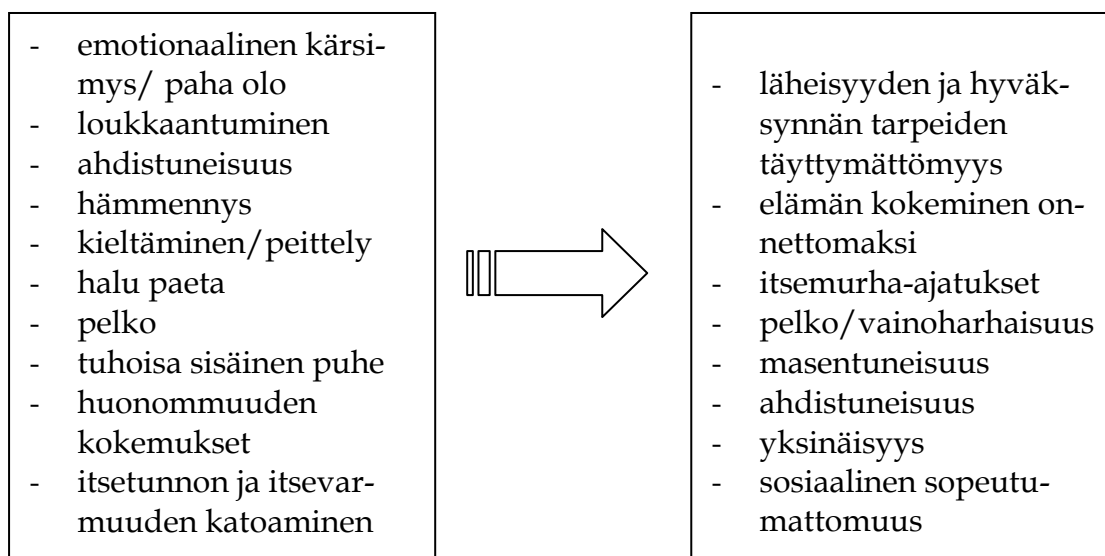 - emotionaalinen kärsi-
mys/ paha olo
- loukkaantuminen
- ahdistuneisuus
- hämmennys
- kieltäminen/peittely
halu paeta
- pelko
- tuhoisa sisäinen puhe
- huonommuuden
kokemukset
- itsetunnon ja itsevar-
muuden katoaminen
- läheisyyden ja hyväk-
synnän tarpeiden
täyttymättömyys
- elämän kokeminen on-
nettomaksi
- itsemurha-ajatukset
- pelko/vainoharhaisuus
- masentuneisuus
- ahdistuneisuus
- yksinäisyys
- sosiaalinen sopeutu-
mattomuus